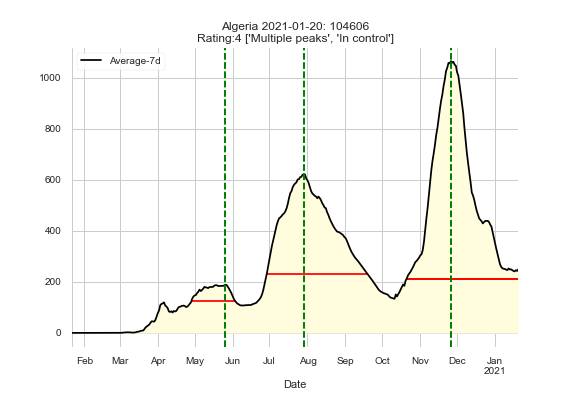 Algeria 2021-01-20: 104606
Rating:4 ['Multiple peaks', 'In control']
Average-7d
1000
800
600
400
200
0
Feb Mar Apr May Jun Jul Aug Sep Oct Nov Dec Jan
2021
Date